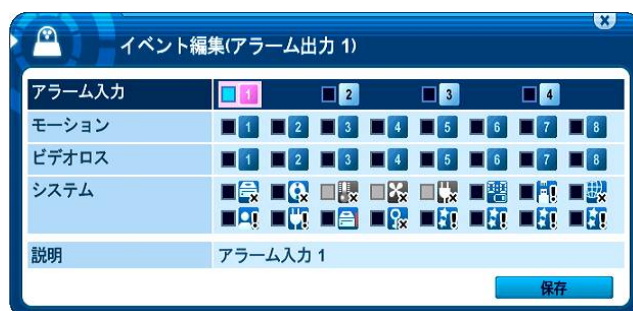 イベント編集(アラーム出力 1)
アラーム入力 1 2 3 4
モーション 1 2 3 4 5 6 7 8
ビデオロス 1 2 3 4 5 6 7 8
システム
説明 アラーム入力 1
保存